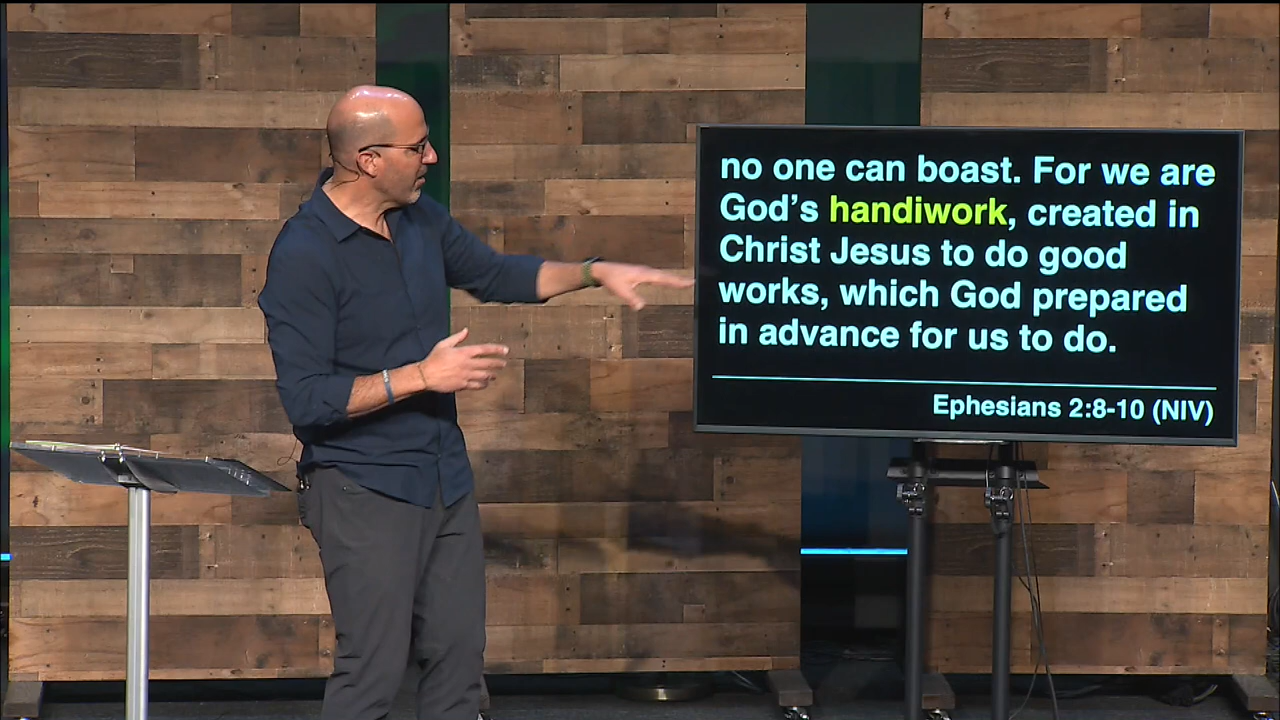 no one can boast. For we are
God's handiwork, created in
Christ Jesus to do good
works, which God prepared
in advance for us to do.
Ephesians 2:8-10 (NIV)